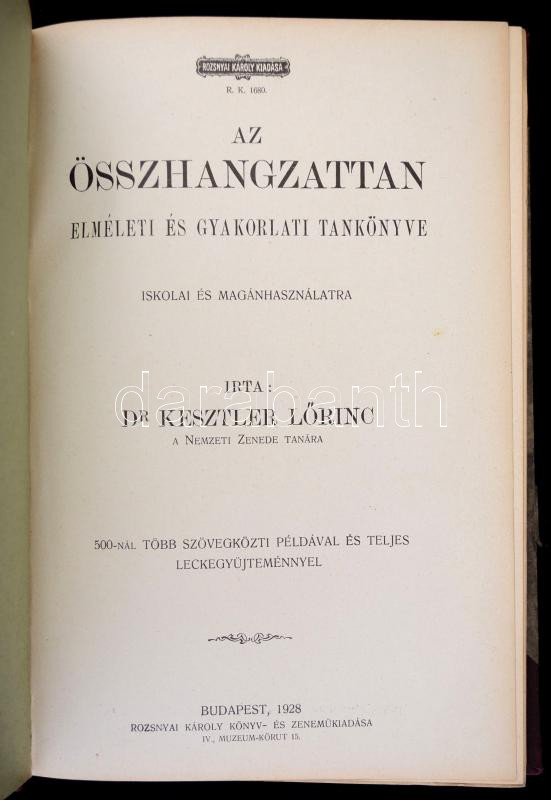 ROZSNYAI KÁROLY KIADÁSA
R. K. 1680.
AZ
ÖSSZHANGZATTAN
ELMÉLETI ÉS GYAKORLATI TANKÖNYVE
ISKOLAI ÉS MAGÁNHASZNÁLATRA
IRTA:
DR KESZTLER LŐRINC
A NEMZETI ZENEDE TANÁRA
darabanth
500-NÁL TÖBB SZÖVEGKÖZTI PÉLDÁVAL ÉS TELJES
LECKEGYÜJTEMÉNNYEL
BUDAPEST, 1928
ROZSNYAI KÁROLY KÖNYV- ÉS ZENEMŰKIADÁSA
IV., MUZEUM-KÖRUT 15.